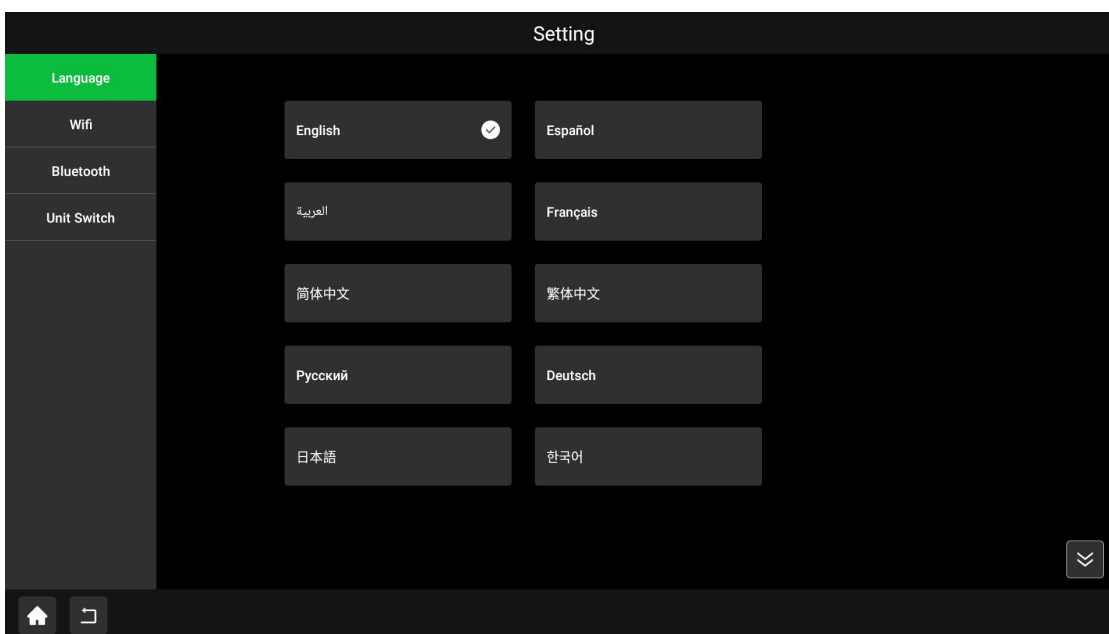 Setting
Language
Wifi
Bluetooth
Unit Switch
English
Español
العربية
Français
简体中文
繁体中文
Русский
Deutsch
日本語
한국어